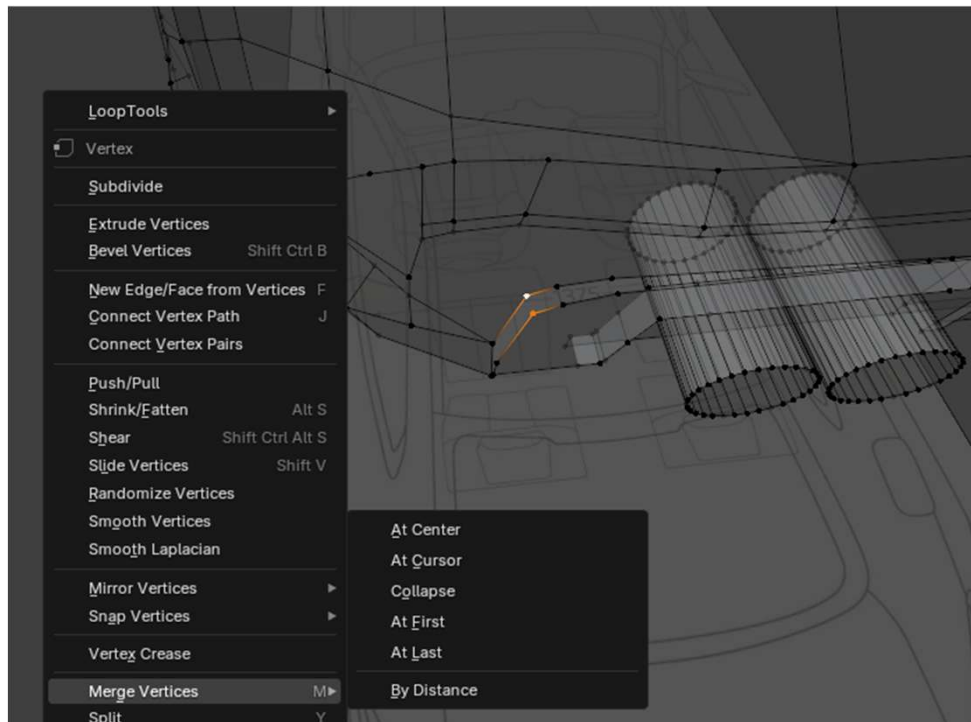 LoopTools
Vertex
Subdivide
Extrude Vertices
Bevel Vertices Shift Ctrl B
New Edge/Face from Vertices F
Connect Vertex Path J
Connect Vertex Pairs
Push/Pull
Shrink/Fatten Alt S
Shear Shift Ctrl Alt S
Slide Vertices Shift V
Randomize Vertices
Smooth Vertices
Smooth Laplacian
Mirror Vertices
Snap Vertices
Vertex Crease
Merge Vertices M
Split Y
At Center
At Cursor
Collapse
At First
At Last
By Distance